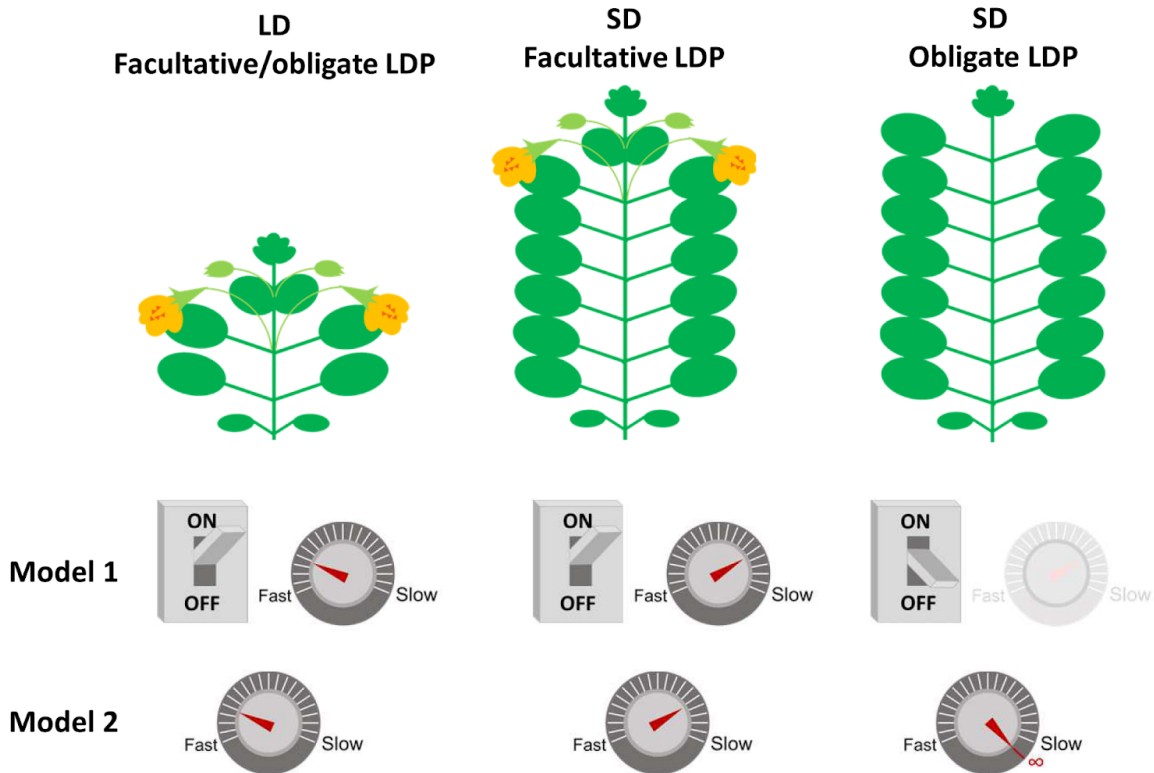 LD
Facultative/obligate LDP
SD
Facultative LDP
SD
Obligate LDP
Model 1
ON
OFF
Fast
Slow
ON
OFF
Fast
Slow
ON
OFF
Fast
Slow
Model 2
Fast
Slow
Fast
Slow
Fast
Slow
∞